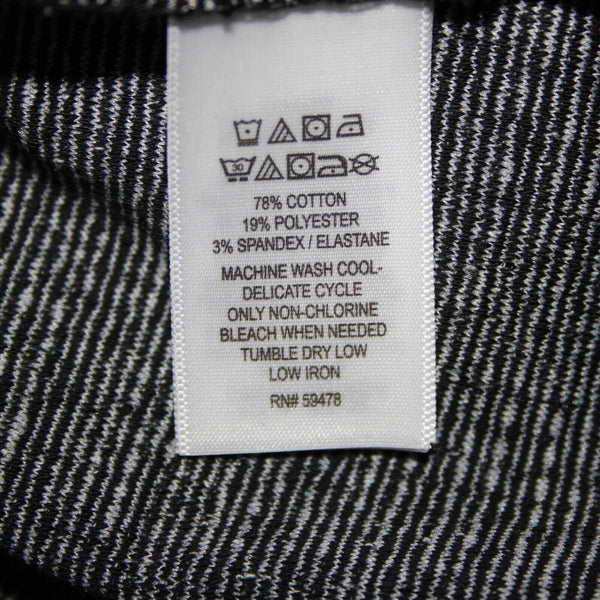 30
78% COTTON
19% POLYESTER
3% SPANDEX / ELASTANE
MACHINE WASH COOL-
DELICATE CYCLE
ONLY NON-CHLORINE
BLEACH WHEN NEEDED
TUMBLE DRY LOW
LOW IRON
RN# 59478